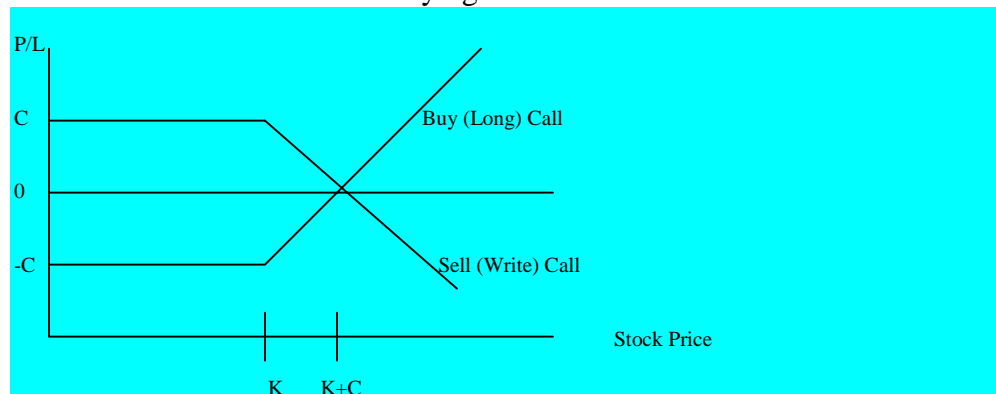 P/L
C
Buy (Long) Call
0
-C
Sell (Write) Call
Stock Price
K K+C